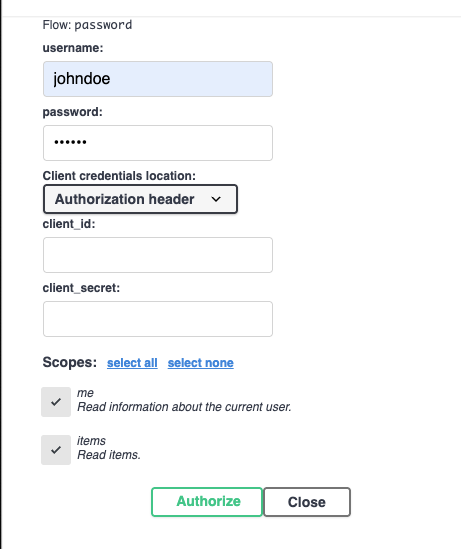 Flow: password
username:
johndoe
password:
••••••
Client credentials location:
Authorization header
client_id:
client_secret:
Scopes: select all select none
me
Read information about the current user.
items
Read items.
Authorize Close